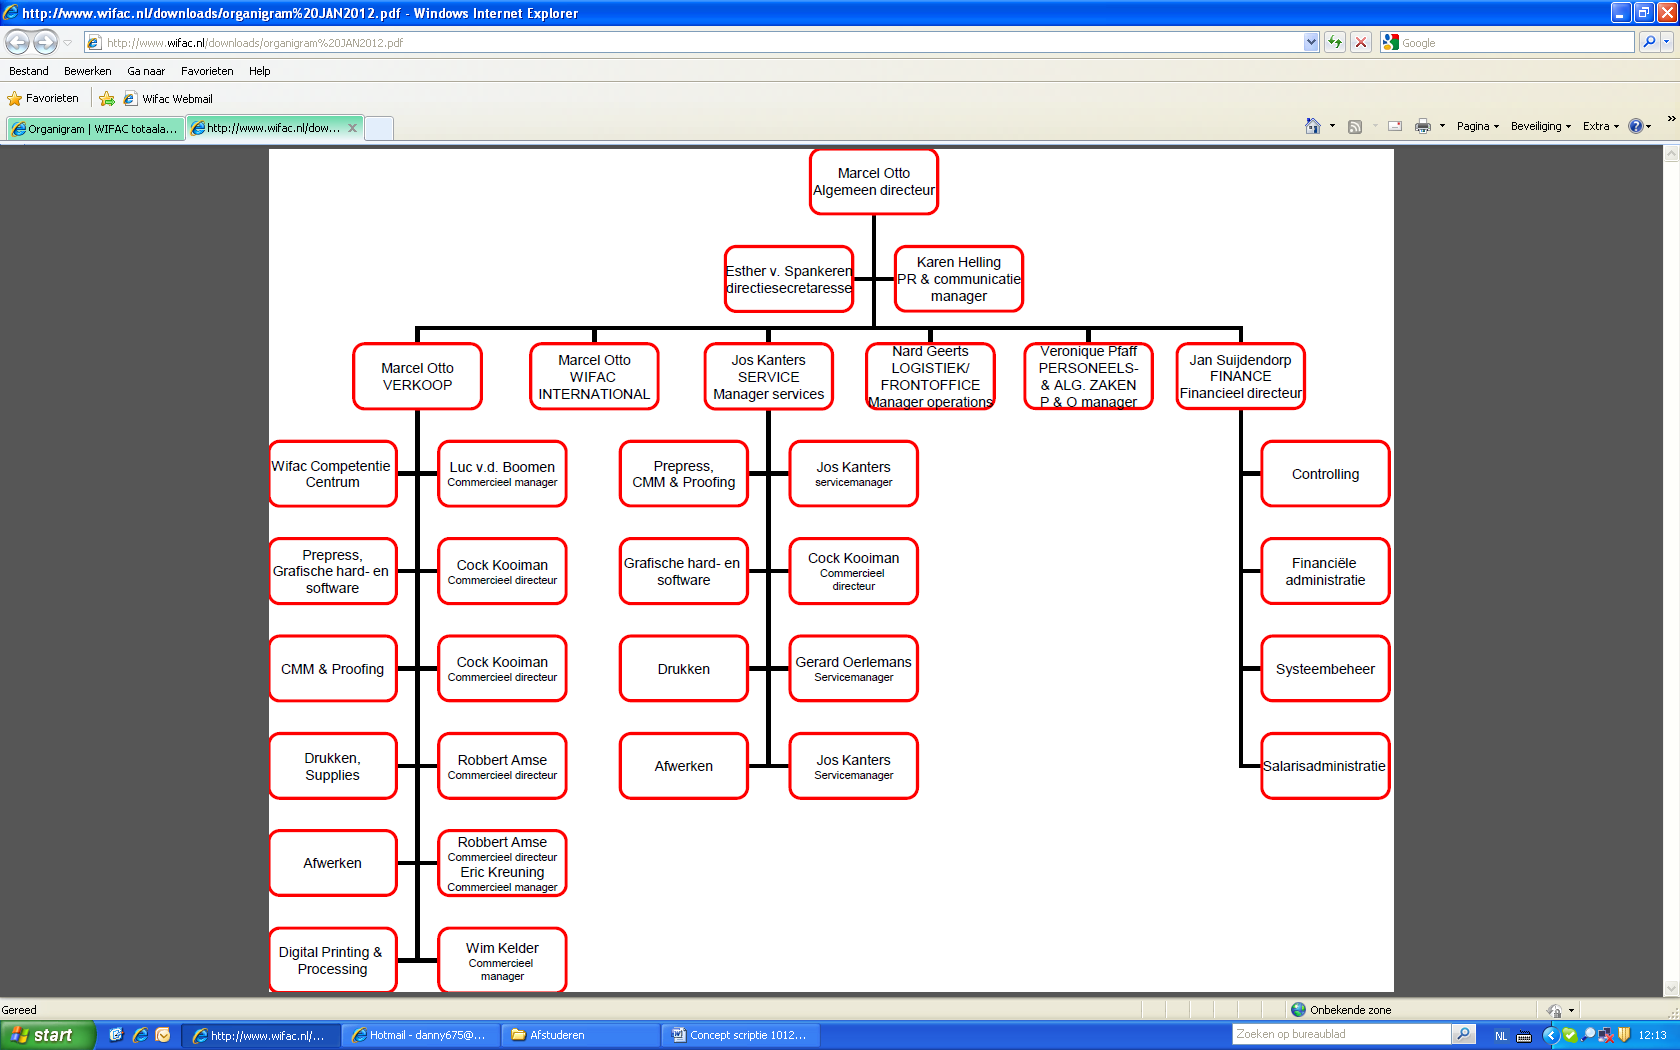 http://www.wifac.nl/downloads/organigram%20JAN2012.pdf - Windows Internet Explorer
http://www.wifac.nl/downloads/organigram%20JAN2012.pdf
Google
Bestand Bewerken Ga naar Favorieten Help
Favorieten Wifac Webmail
Organigram | WIFAC totaala... http://www.wifac.nl/dow... Pagina Beveiliging Extra
Marcel Otto
Algemeen directeur
Esther v. Spankeren
directiesecretaresse
Karen Helling
PR & communicatie
manager
Marcel Otto
VERKOOP
Marcel Otto
WIFAC
INTERNATIONAL
Jos Kanters
SERVICE
Manager services
Nard Geerts
LOGISTIEK/
FRONTOFFICE
Manager operations
Veronique Pfaff
PERSONEELS-
& ALG. ZAKEN
P & O manager
Jan Suijdendorp
FINANCE
Financieel directeur
Wifac Competentie
Centrum
Luc v.d. Boomen
Commercieel manager
Prepress,
CMM & Proofing
Jos Kanters
servicemanager
Controlling
Prepress,
Grafische hard- en
software
Cock Kooiman
Commercieel directeur
Grafische hard- en
software
Cock Kooiman
Commercieel
directeur
Financiële
administratie
CMM & Proofing
Cock Kooiman
Commercieel directeur
Drukken
Gerard Oerlemans
Servicemanager
Systeembeheer
Drukken,
Supplies
Robbert Amse
Commercieel directeur
Afwerken
Jos Kanters
Servicemanager
Salarisadministratie
Afwerken
Robbert Amse
Commercieel directeur
Eric Kreuning
Commercieel manager
Digital Printing &
Processing
Wim Kelder
Commercieel
manager
Gereed Onbekende zone
start http://www.wifac.nl/... Hotmail - danny675@... Afstuderen Concept scriptie 1012... Zoeken op bureaublad NL 12:13